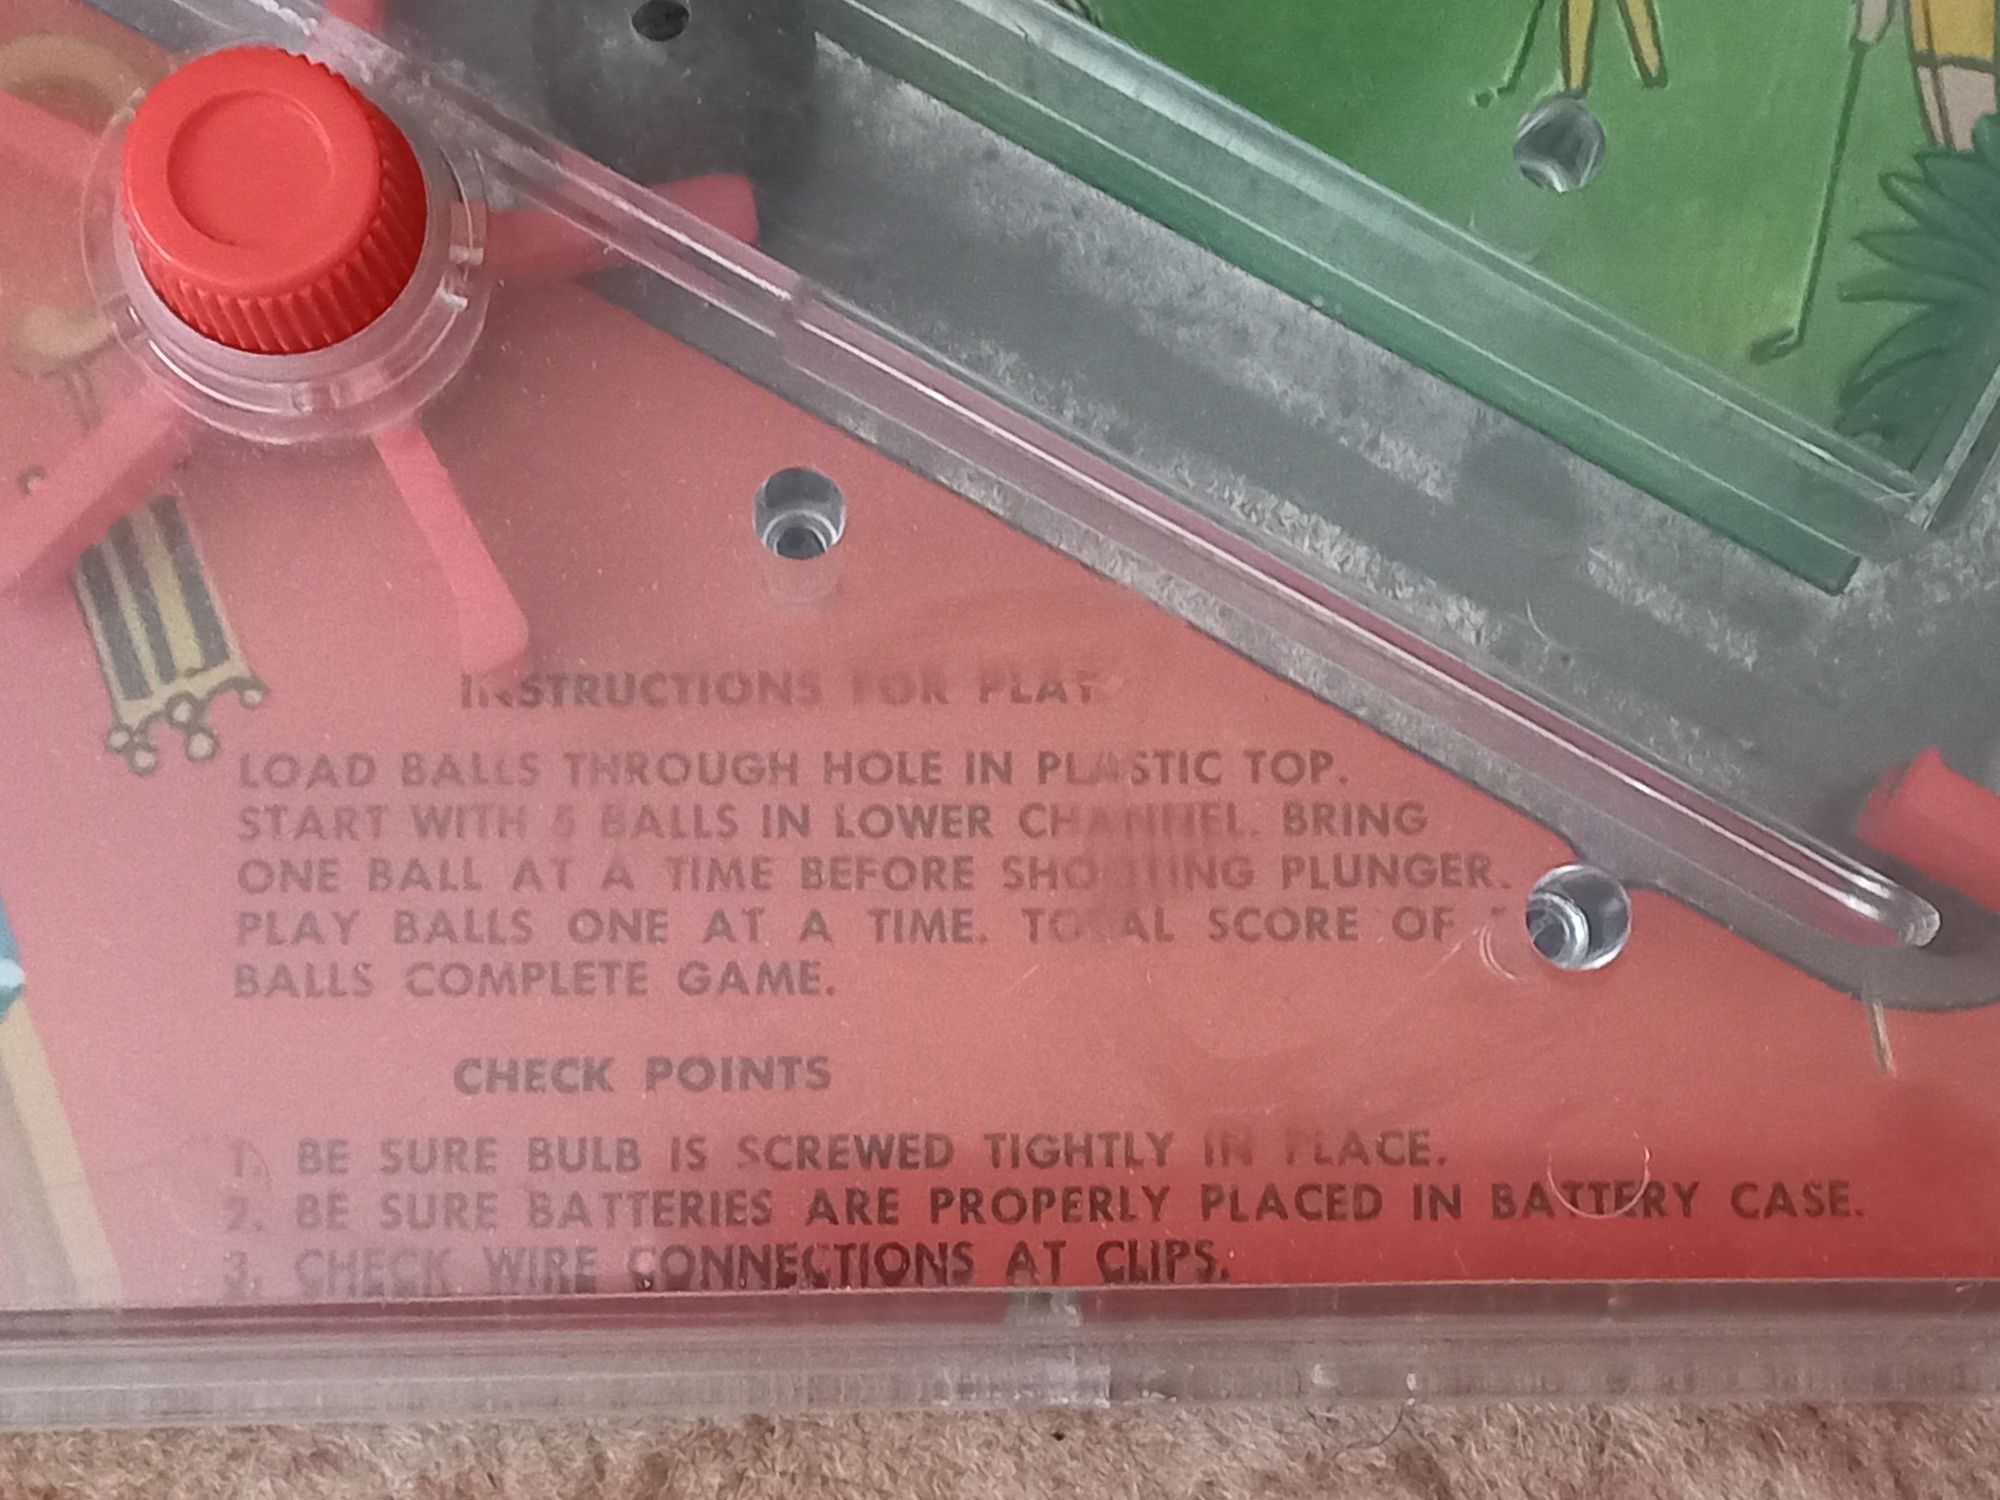 INSTRUCTIONS FOR PLAY
LOAD BALLS THROUGH HOLE IN PLASTIC TOP.
START WITH 5 BALLS IN LOWER CHANNEL. BRING
ONE BALL AT A TIME BEFORE SHOOTING PLUNGER.
PLAY BALLS ONE AT A TIME. TOTAL SCORE OF
BALLS COMPLETE GAME.
CHECK POINTS
1. BE SURE BULB IS SCREWED TIGHTLY IN PLACE.
2. BE SURE BATTERIES ARE PROPERLY PLACED IN BATTERY CASE.
3. CHECK WIRE CONNECTIONS AT CLIPS.